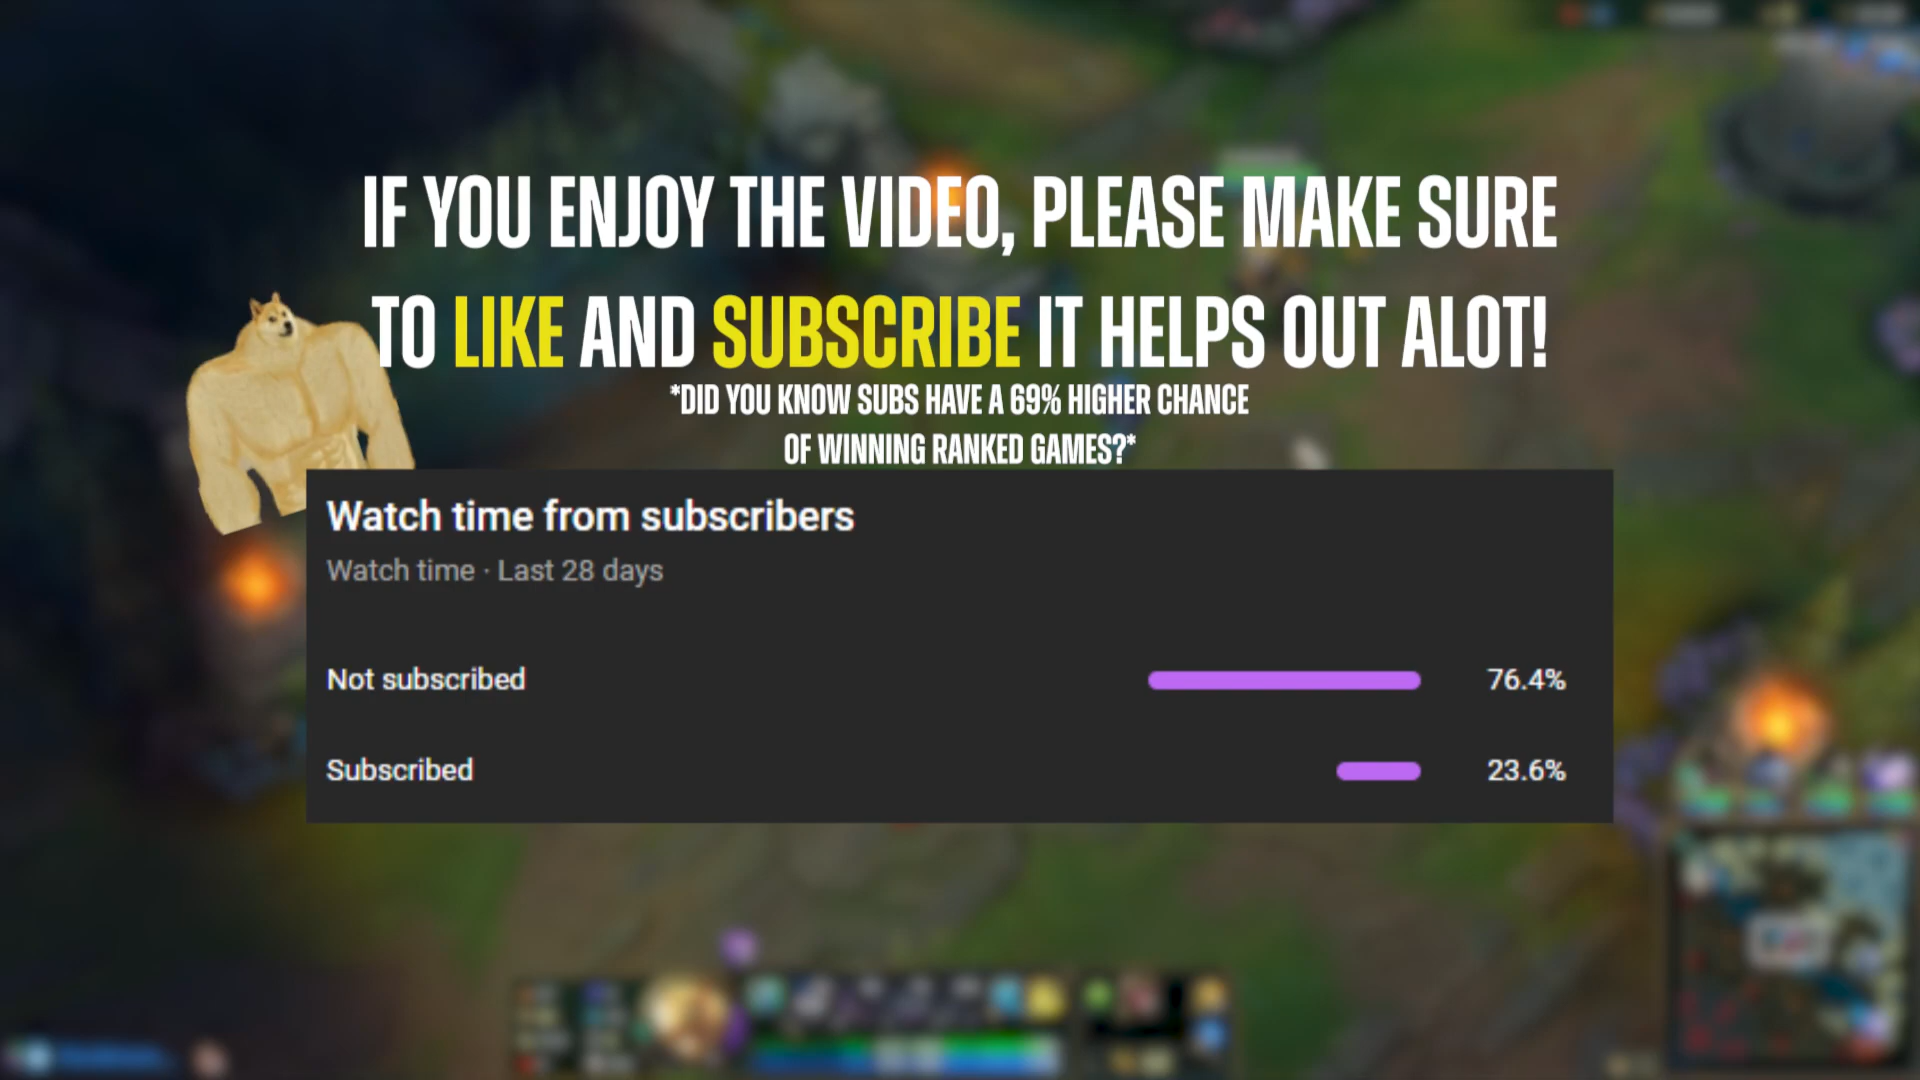 IF YOU ENJOY THE VIDEO, PLEASE MAKE SURE
TO LIKE AND SUBSCRIBE IT HELPS OUT ALOT!
*DID YOU KNOW SUBS HAVE A 69% HIGHER CHANCE
OF WINNING RANKED GAMES?*
Watch time from subscribers
Watch time · Last 28 days
Not subscribed 76.4%
Subscribed 23.6%